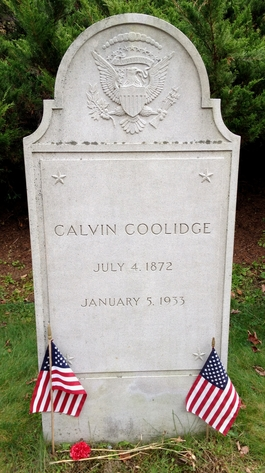 CALVIN COOLIDGE
JULY 4, 1872
JANUARY 5, 1933